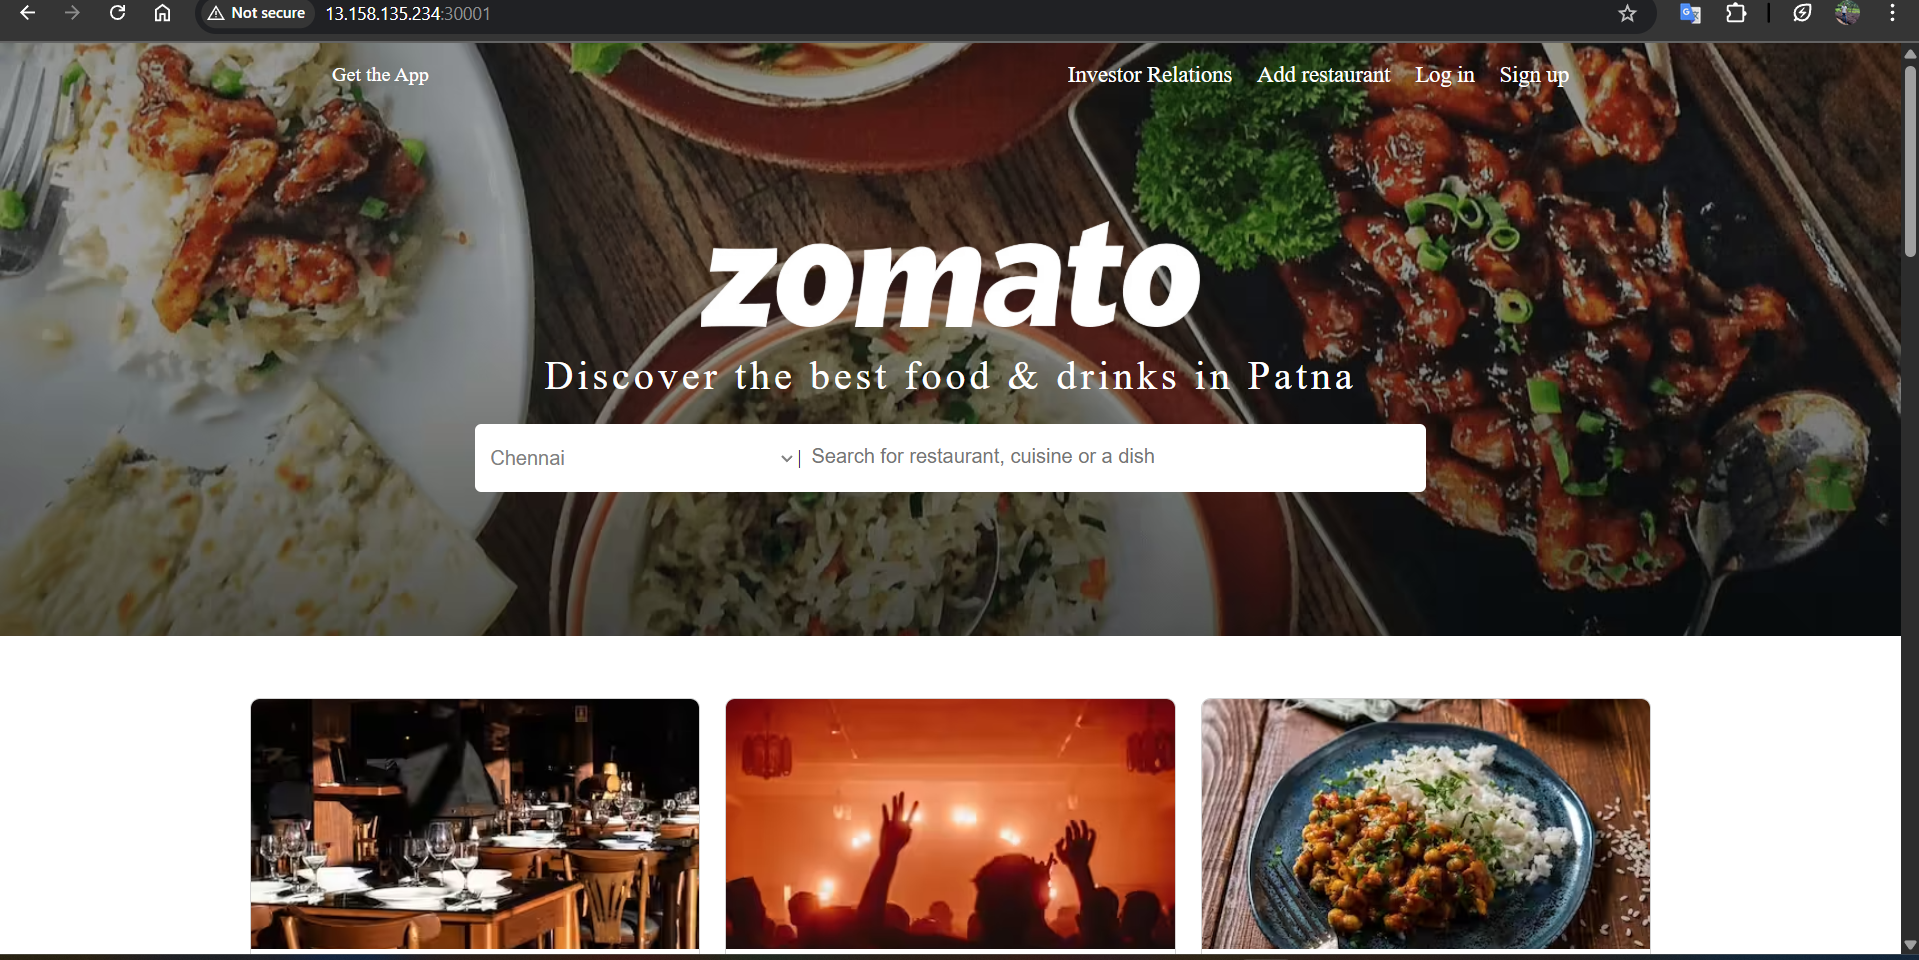 Not secure 13.158.135.234:30001
Get the App Investor Relations Add restaurant Log in Sign up
zomato
Discover the best food & drinks in Patna
Chennai | Search for restaurant, cuisine or a dish